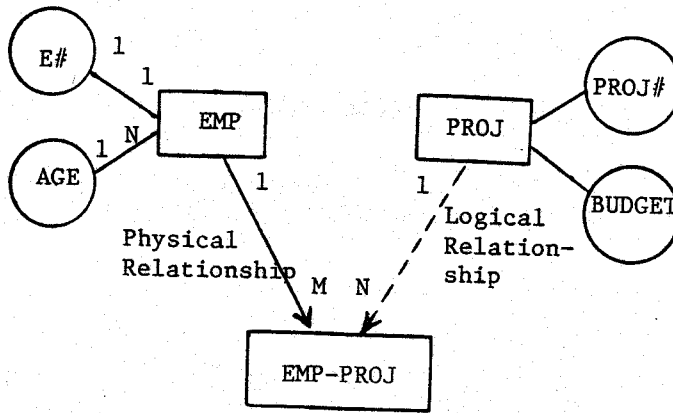 E#
1
1
EMP
N
1
AGE
1
PROJ
PROJ#
BUDGET
1
Physical
Relationship
Logical
Relation-
ship
M N
EMP-PROJ